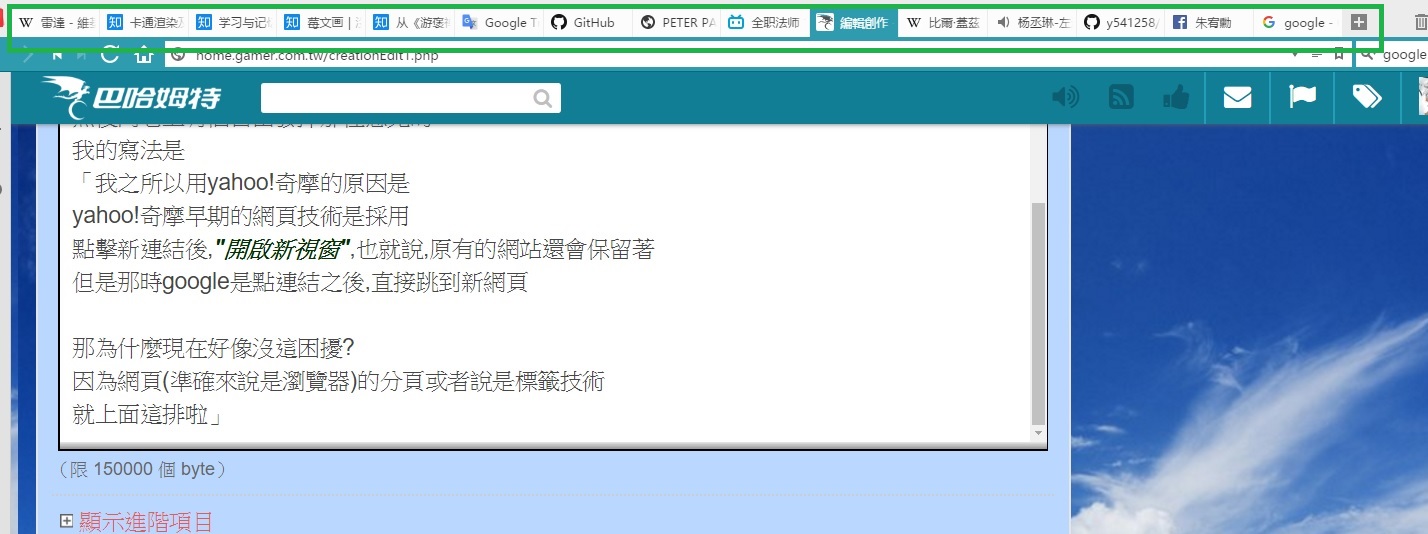 雷達 - 維
卡通渲染
学习与记
莓文画 | 
从《游戏
Google T
GitHub
PETER PA
全职法师
編輯創作
比爾·蓋茲
杨丞琳-左
y541258/
朱宥勳
google -
home.gamer.com.tw/creationEdit1.php
google
巴哈姆特
我的寫法是
「我之所以用yahoo!奇摩的原因是
yahoo!奇摩早期的網頁技術是採用
點擊新連結後,"開啟新視窗",也就說,原有的網站還會保留著
但是那時google是點連結之後,直接跳到新網頁
那為什麼現在好像沒這困擾?
因為網頁(準確來說是瀏覽器)的分頁或者說是標籤技術
就上面這排啦」
（限 150000 個 byte）
顯示進階項目